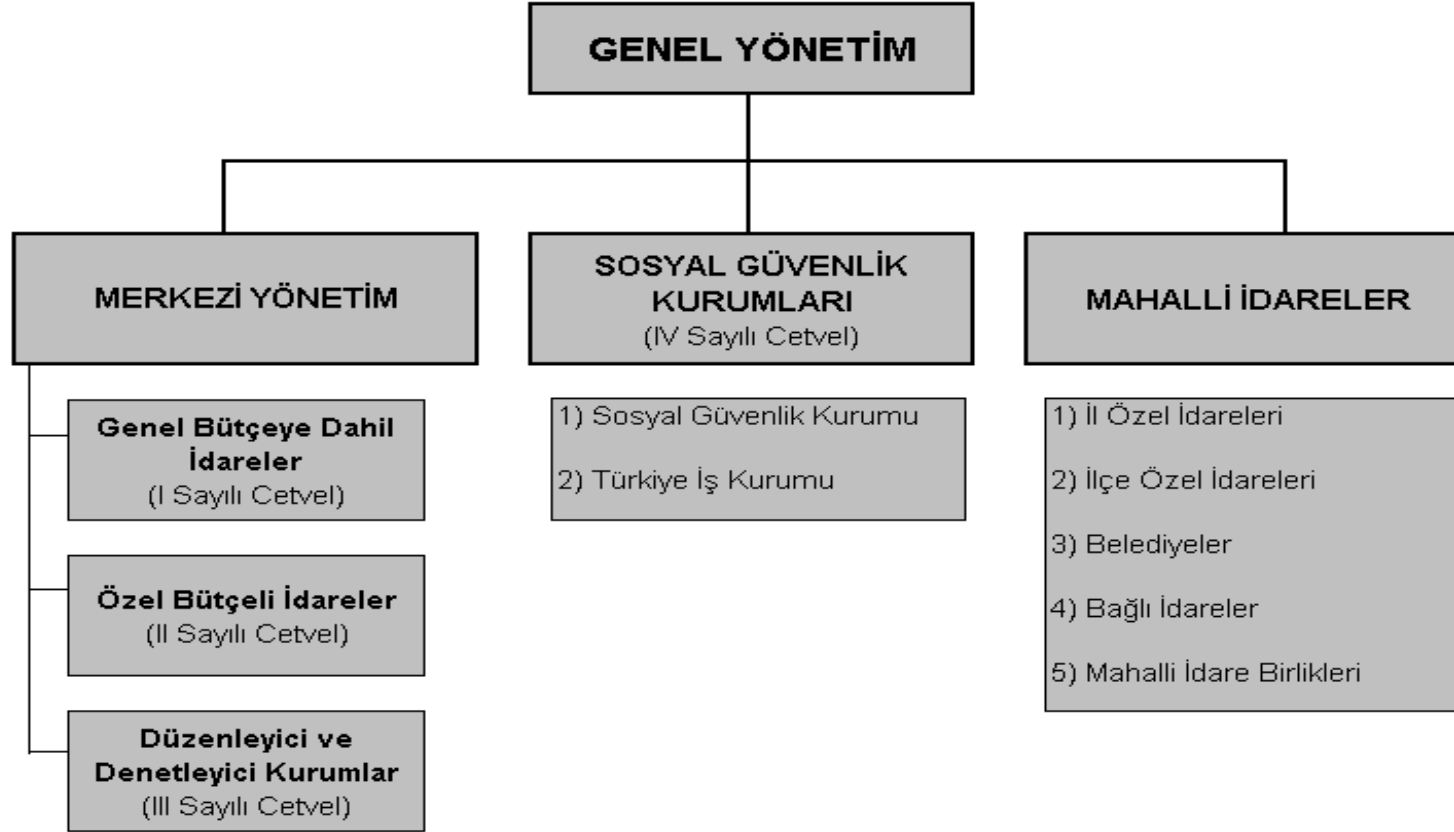 GENEL YÖNETİM
MERKEZİ YÖNETİM
Genel Bütçeye Dahil
İdareler
(I Sayılı Cetvel)
Özel Bütçeli İdareler
(II Sayılı Cetvel)
Düzenleyici ve
Denetleyici Kurumlar
(III Sayılı Cetvel)
SOSYAL GÜVENLİK
KURUMLARI
(IV Sayılı Cetvel)
1) Sosyal Güvenlik Kurumu
2) Türkiye İş Kurumu
MAHALLİ İDARELER
1) İl Özel İdareleri
2) İlçe Özel İdareleri
3) Belediyeler
4) Bağlı İdareler
5) Mahalli İdare Birlikleri